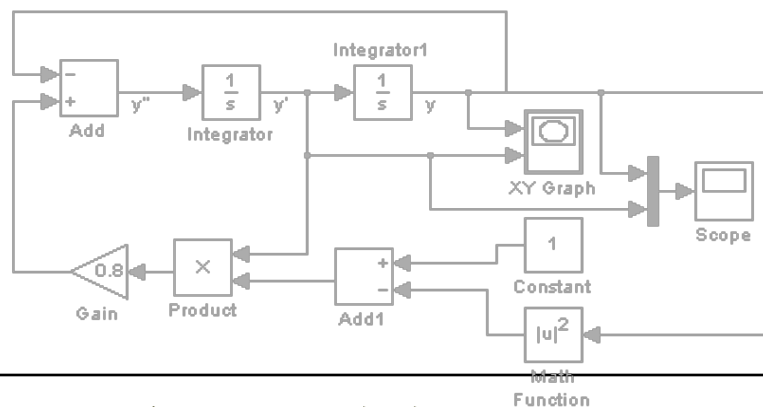 Integrator1
−
+
Add
y"
1
s
Integrator
y'
1
s
y
XY Graph
Scope
0.8
Gain
×
Product
+
−
Add1
1
Constant
|u|2
Math
Function